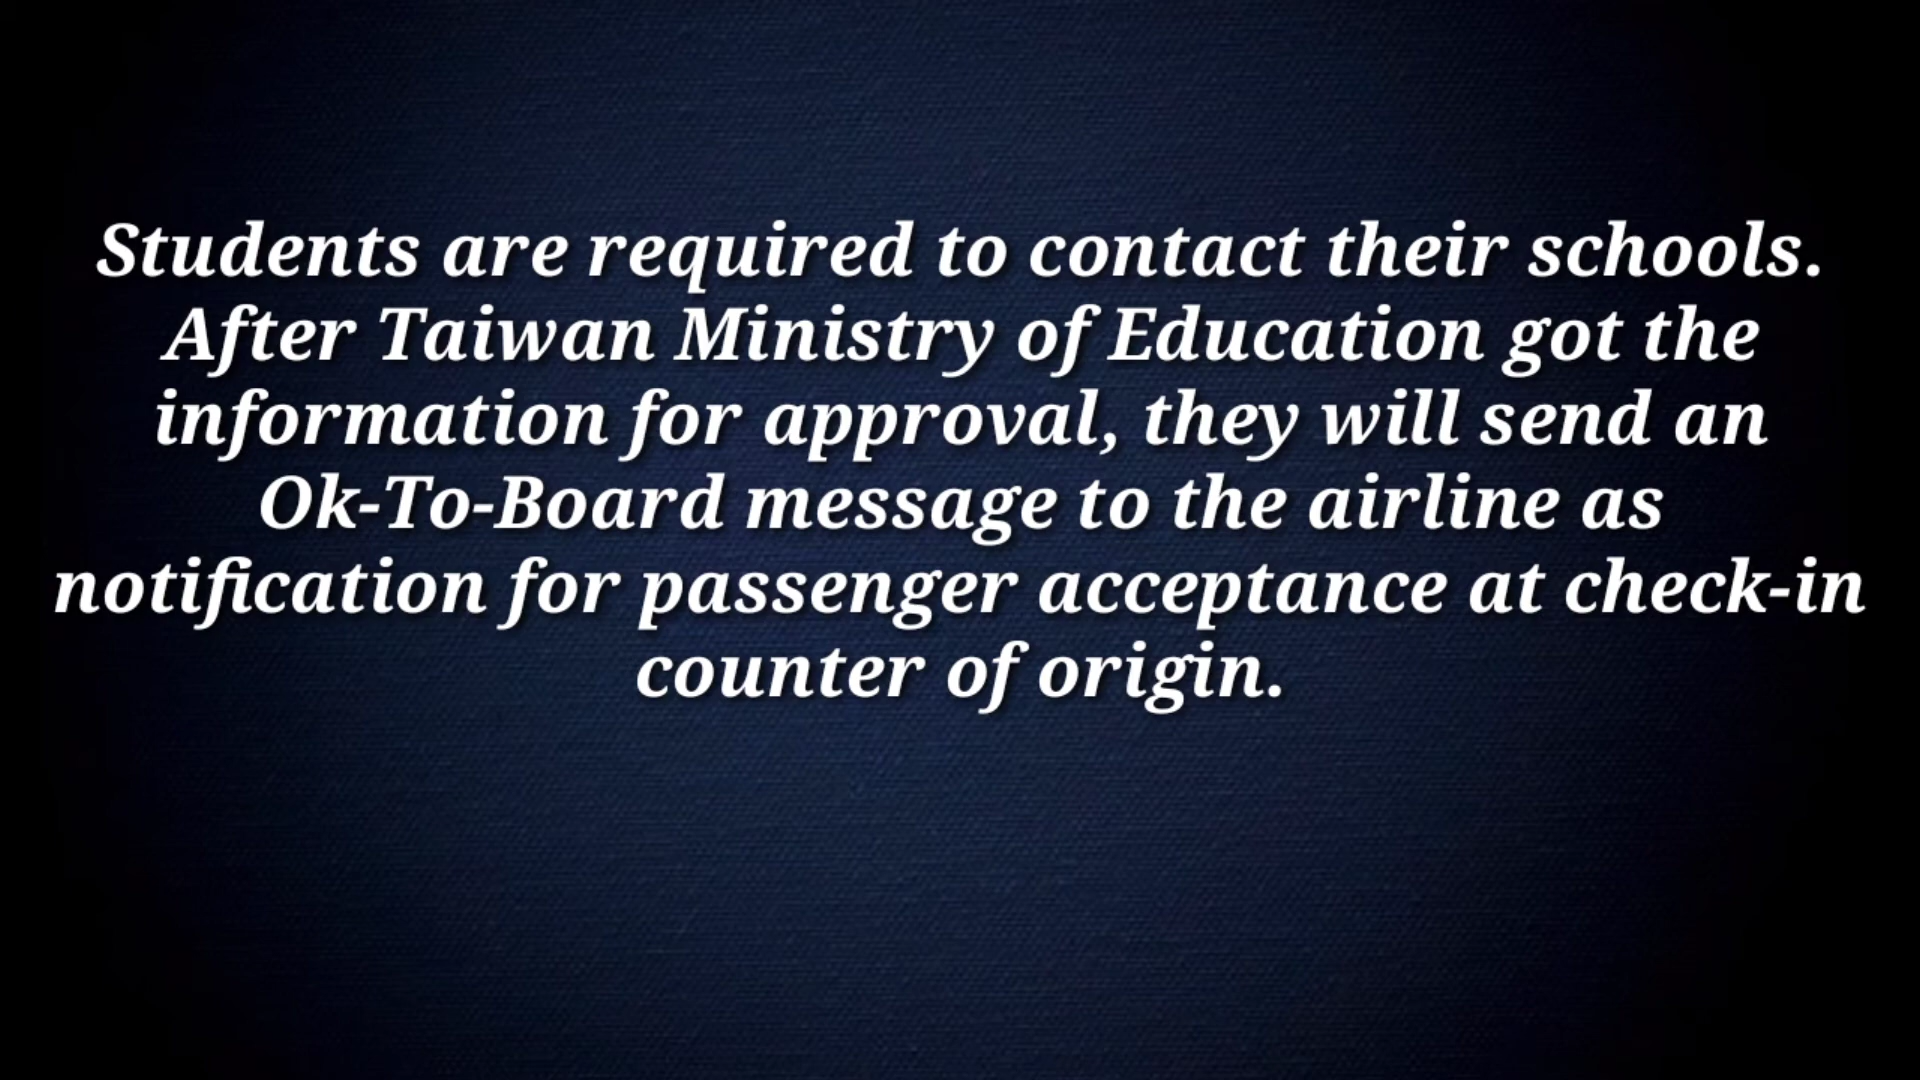 Students are required to contact their schools.
After Taiwan Ministry of Education got the
information for approval, they will send an
Ok-To-Board message to the airline as
notification for passenger acceptance at check-in
counter of origin.